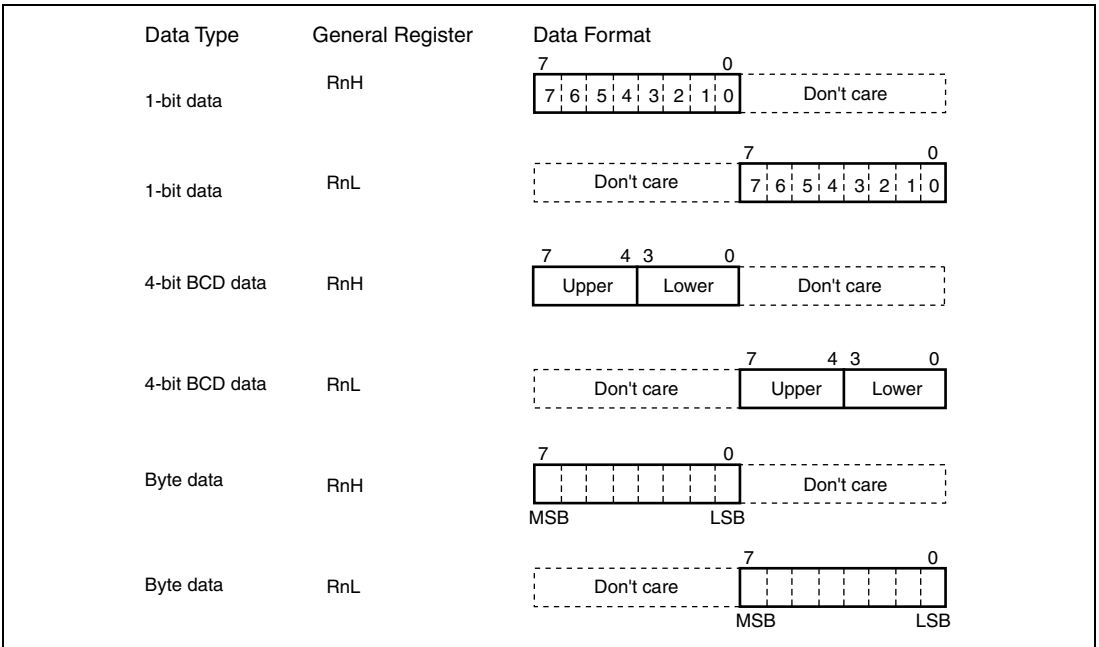 Data Type General Register Data Format
7 0
1-bit data RnH 7 6 5 4 3 2 1 0 Don't care
7 0
1-bit data RnL Don't care 7 6 5 4 3 2 1 0
7 4 3 0
4-bit BCD data RnH Upper Lower Don't care
7 4 3 0
4-bit BCD data RnL Don't care Upper Lower
7 0
Byte data RnH Don't care
MSB LSB
7 0
Byte data RnL Don't care
MSB LSB